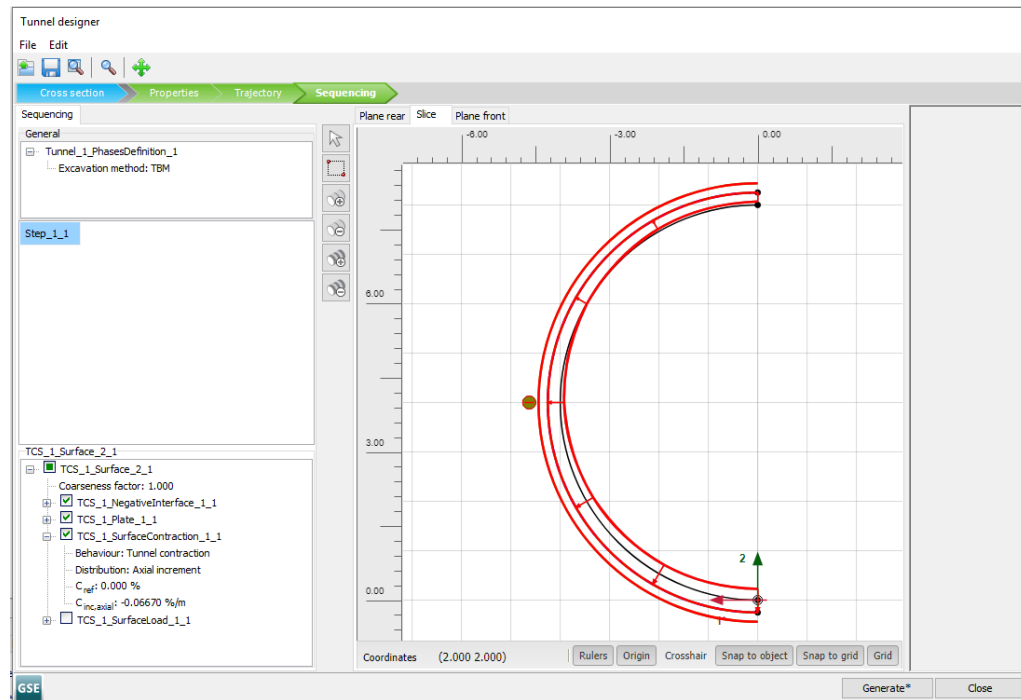 Tunnel designer
File Edit
Cross section Properties Trajectory Sequencing
Sequencing
General
Tunnel_1_PhasesDefinition_1
Excavation method: TBM
Step_1_1
TCS_1_Surface_2_1
TCS_1_Surface_2_1
Coarseness factor: 1.000
TCS_1_NegativeInterface_1_1
TCS_1_Plate_1_1
TCS_1_SurfaceContraction_1_1
Behaviour: Tunnel contraction
Distribution: Axial increment
Cref: 0.000 %
Cinc,axial: -0.06670 %/m
TCS_1_SurfaceLoad_1_1
Plane rear Slice Plane front
-6.00 -3.00 0.00
6.00
3.00
0.00
2
Coordinates (2.000 2.000) Rulers Origin Crosshair Snap to object Snap to grid Grid
GSE Generate* Close